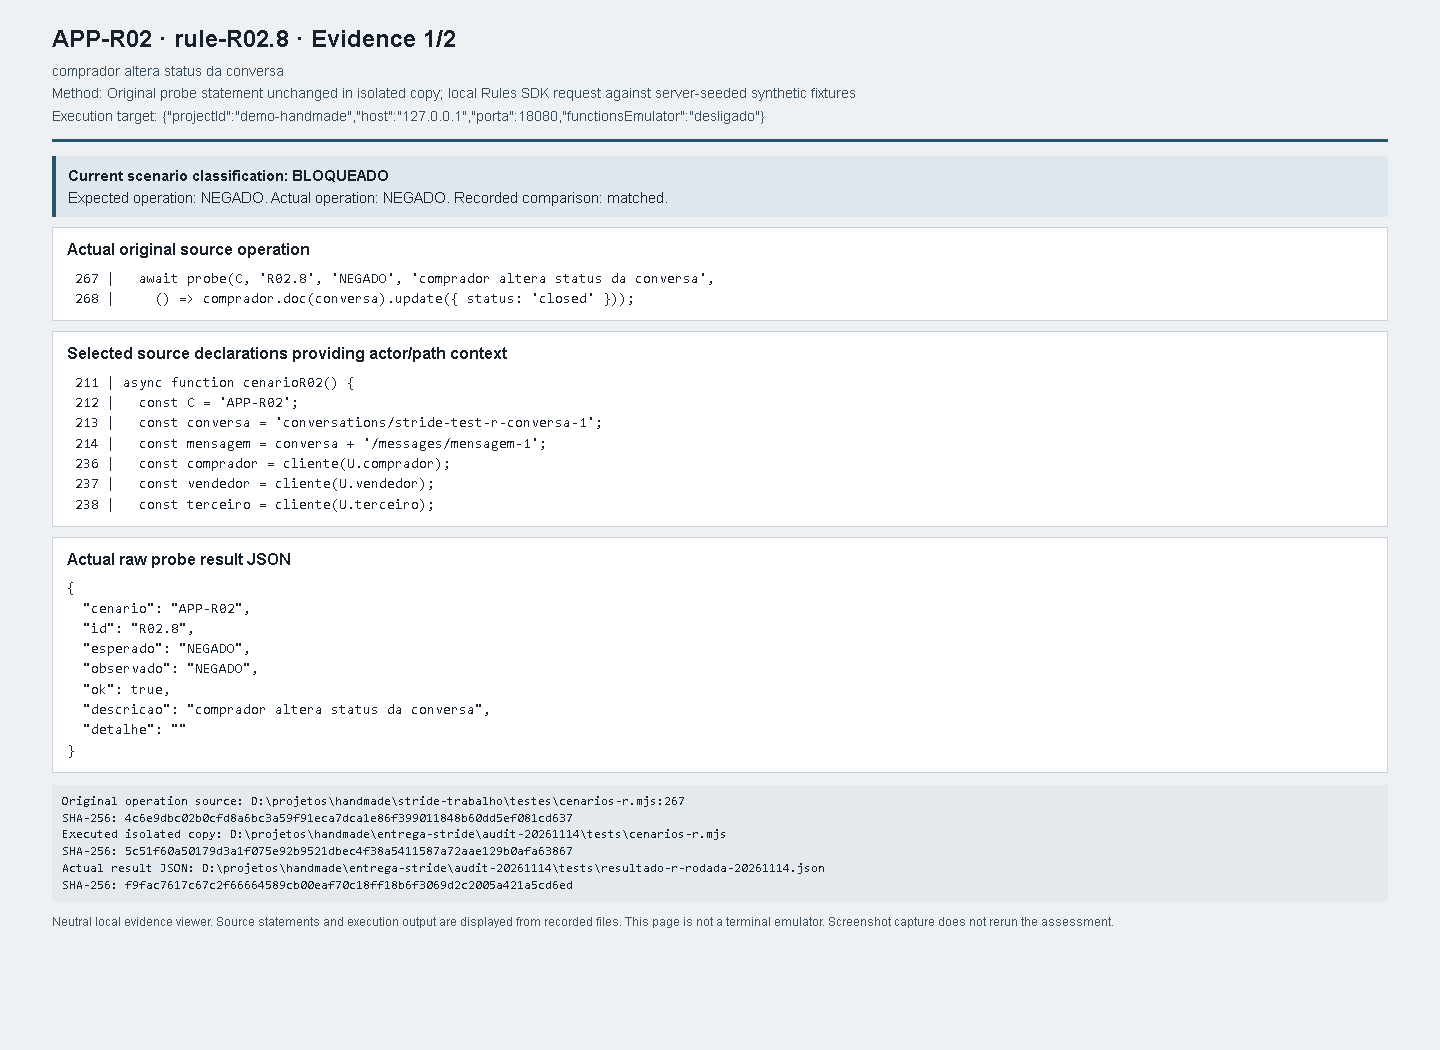 APP-R02 · rule-R02.8 · Evidence 1/2
comprador altera status da conversa
Method: Original probe statement unchanged in isolated copy; local Rules SDK request against server-seeded synthetic fixtures
Execution target: {"projectId":"demo-handmade","host":"127.0.0.1","porta":18080,"functionsEmulator":"desligado"}
Current scenario classification: BLOQUEADO
Expected operation: NEGADO. Actual operation: NEGADO. Recorded comparison: matched.
Actual original source operation
267 |   await probe(C, 'R02.8', 'NEGADO', 'comprador altera status da conversa',
268 |     () => comprador.doc(conversa).update({ status: 'closed' }));
Selected source declarations providing actor/path context
211 | async function cenarioR02() {
212 |   const C = 'APP-R02';
213 |   const conversa = 'conversations/stride-test-r-conversa-1';
214 |   const mensagem = conversa + '/messages/mensagem-1';
236 |   const comprador = cliente(U.comprador);
237 |   const vendedor = cliente(U.vendedor);
238 |   const terceiro = cliente(U.terceiro);
Actual raw probe result JSON
{
  "cenario": "APP-R02",
  "id": "R02.8",
  "esperado": "NEGADO",
  "observado": "NEGADO",
  "ok": true,
  "descricao": "comprador altera status da conversa",
  "detalhe": ""
}
Original operation source: D:\projetos\handmade\stride-trabalho\testes\cenarios-r.mjs:267
SHA-256: 4c6e9dbc02b0cfd8a6bc3a59f91eca7dca1e86f399011848b60dd5ef081cd637
Executed isolated copy: D:\projetos\handmade\entrega-stride\audit-20261114\tests\cenarios-r.mjs
SHA-256: 5c51f60a50179d3a1f075e92b9521dbec4f38a5411587a72aae129b0afa63867
Actual result JSON: D:\projetos\handmade\entrega-stride\audit-20261114\tests\resultado-r-rodada-20261114.json
SHA-256: f9fac7617c67c2f66664589cb00eaf70c18ff18b6f3069d2c2005a421a5cd6ed
Neutral local evidence viewer. Source statements and execution output are displayed from recorded files. This page is not a terminal emulator. Screenshot capture does not rerun the assessment.